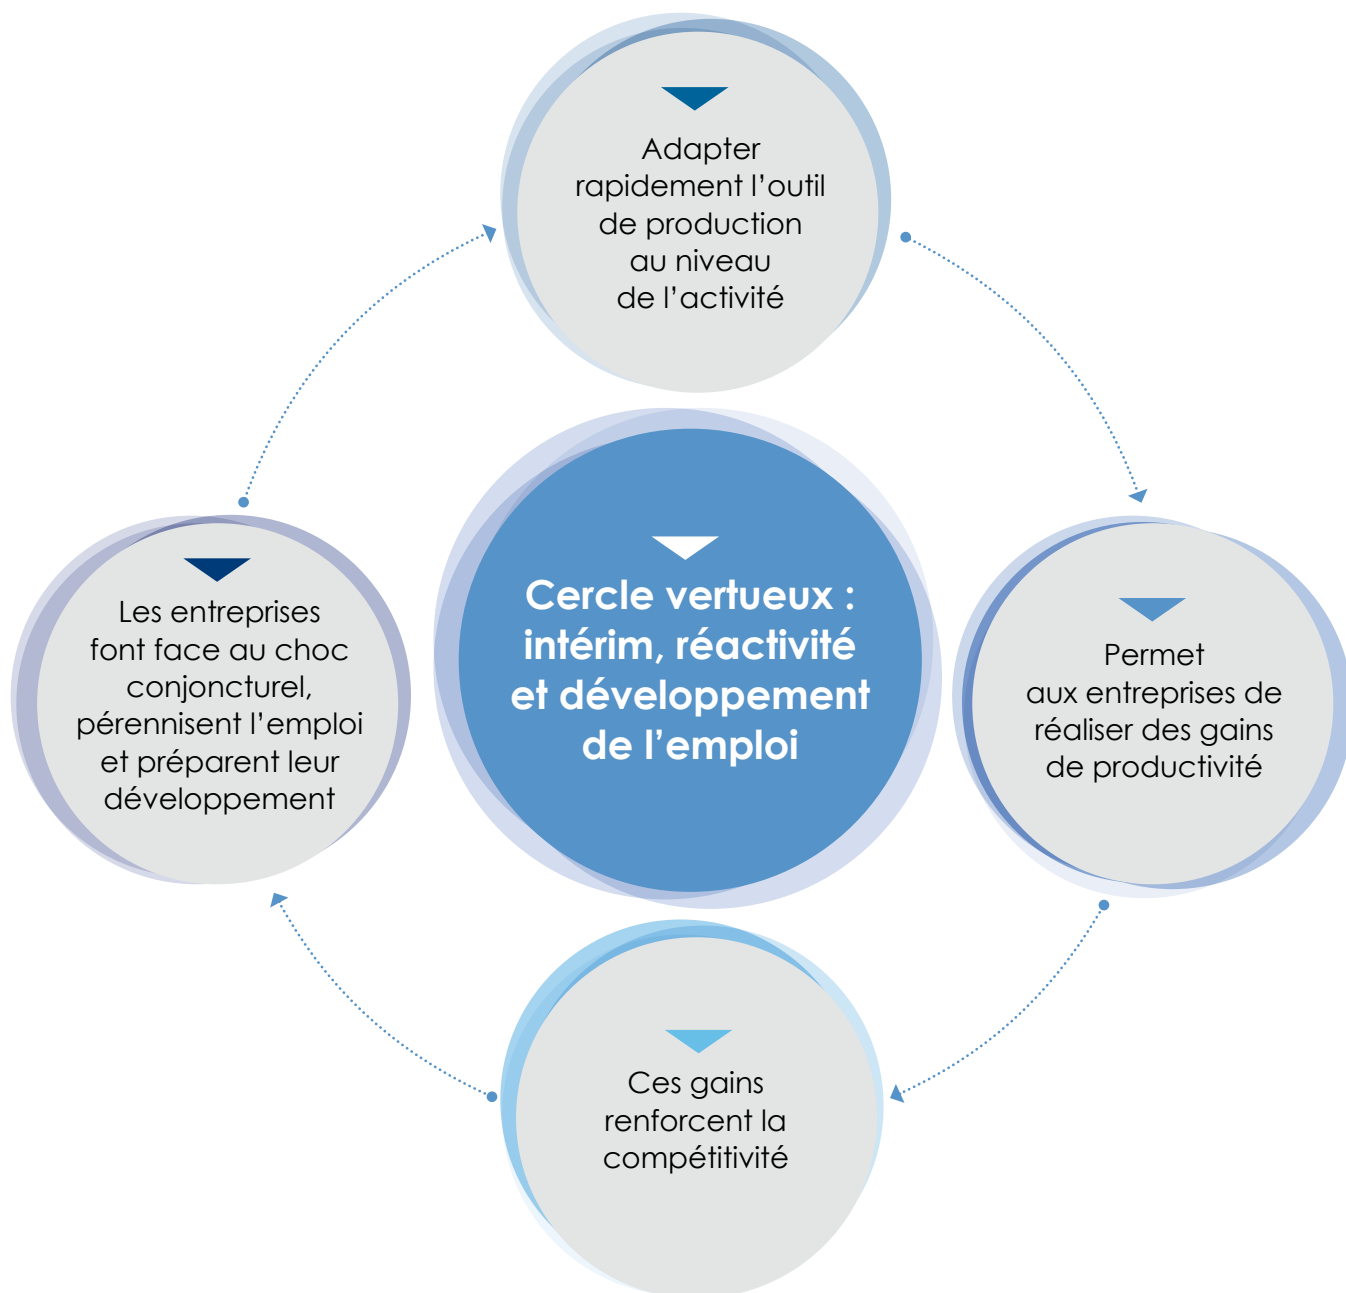 Adapter
rapidement l’outil
de production
au niveau
de l’activité
Cercle vertueux :
intérim, réactivité
et développement
de l’emploi
Permet
aux entreprises de
réaliser des gains
de productivité
Ces gains
renforcent la
compétitivité
Les entreprises
font face au choc
conjoncturel,
pérennisent l’emploi
et préparent leur
développement